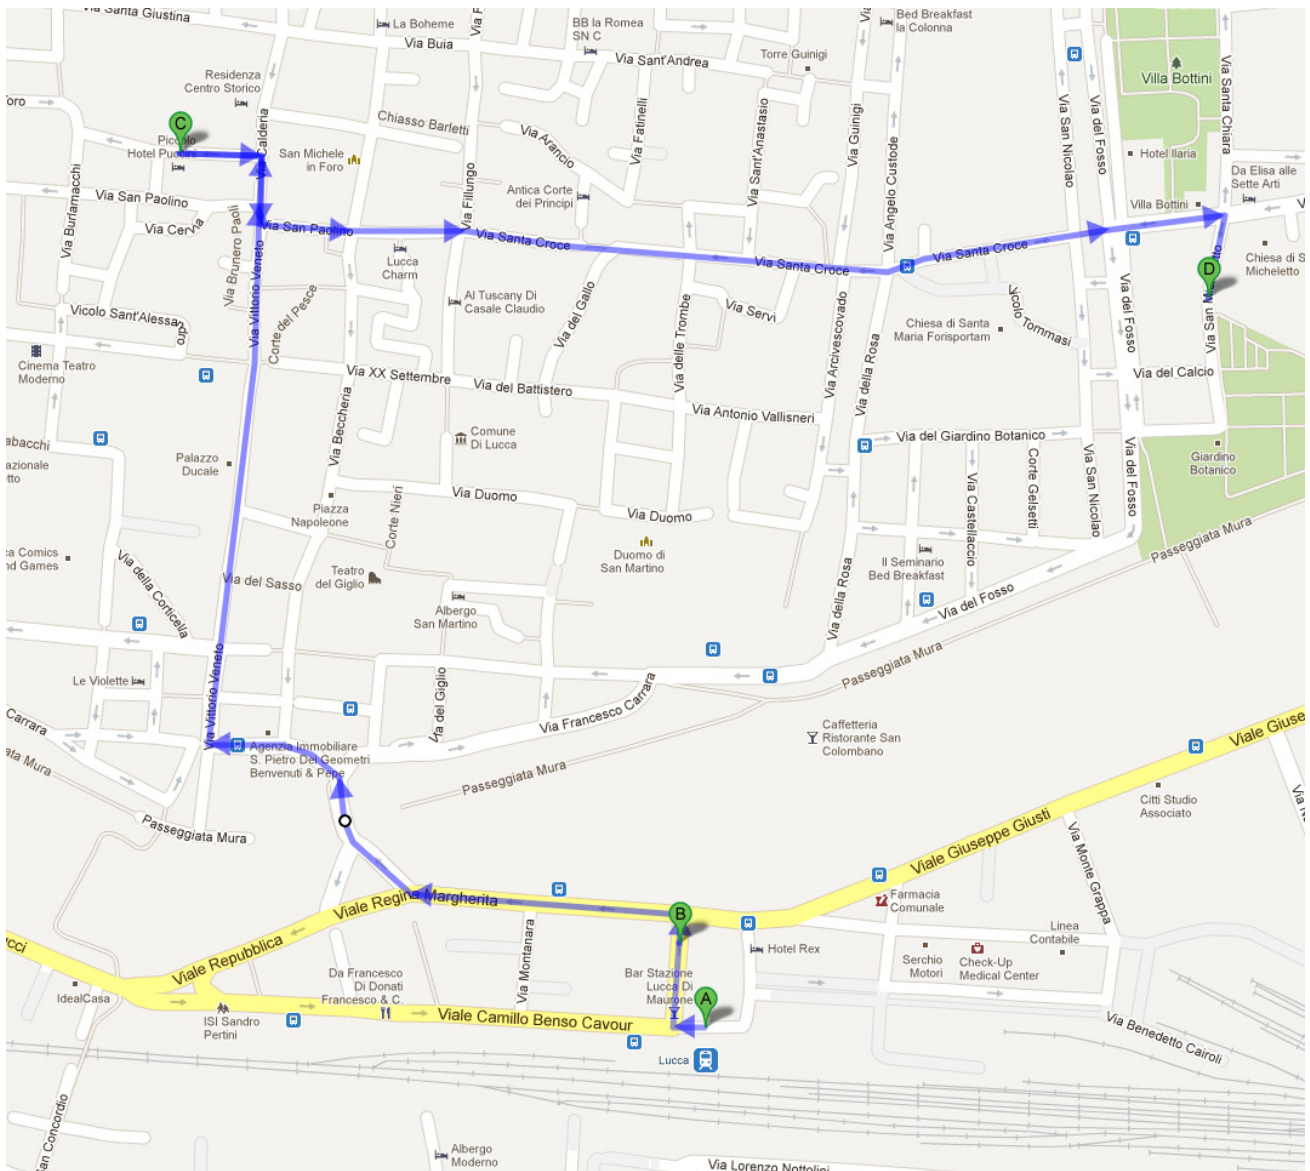 Via Santa Giustina
La Boheme
Via Buia
BB la Romea
SN C
Via Sant'Andrea
Torre Guinigi
Bed Breakfast
la Colonna
Residenza
Centro Storico
Via Calderia
Chiasso Barletti
San Michele
in Foro
Via Arancio
Via Fatinelli
Via Sant'Anastasio
Via Guinigi
Via Angelo Custode
Via San Nicolao
Via del Fosso
Villa Bottini
Via Santa Chiara
Hotel Ilaria
Da Elisa alle
Sette Arti
Villa Bottini
C
Hotel Puccini
Via Burlamacchi
Via San Paolino
Via Brunero Paoli
Via San Paolino
Via Fillungo
Antica Corte
dei Principi
Via Santa Croce
Via Santa Croce
Via Santa Croce
Lucca
Charm
D
Chiesa di S
Micheletto
Via Vittorio Veneto
Corte del Pesce
Al Tuscany Di
Casale Claudio
Via del Gallo
Via delle Trombe
Via Servi
Via Arcivescovado
Via della Rosa
Chiesa di Santa
Maria Forisportam
Via del Fosso
Via San
Cinema Teatro
Moderno
Via XX Settembre
Via del Battistero
Via Antonio Vallisneri
Via del Calcio
Via Beccheria
Comune
Di Lucca
Via del Giardino Botanico
Giardino
Botanico
Palazzo
Ducale
Piazza
Napoleone
Corte Nieri
Via Duomo
Via Duomo
Duomo di
San Martino
Via Castellaccio
Corte Gelsetti
Via San Nicolao
Via del Fosso
Passeggiata Mura
Via della Corticella
Via del Sasso
Teatro
del Giglio
Albergo
San Martino
Via della Rosa
Il Seminario
Bed Breakfast
Via del Fosso
Passeggiata Mura
Le Violette
Via Vittorio Veneto
Via del Giglio
Via Francesco Carrara
Carrara
Agenzia Immobiliare
S. Pietro Dei Geometri
Benvenuti & Pepe
Passeggiata Mura
Passeggiata Mura
Caffetteria
Ristorante San
Colombano
Citti Studio
Associato
Viale Giuseppe Giusti
Via Monte Grappa
Viale Regina Margherita
Viale Repubblica
B
Farmacia
Comunale
Hotel Rex
Linea
Contabile
Serchio
Motori
Check-Up
Medical Center
IdealCasa
ISI Sandro
Pertini
Da Francesco
Di Donati
Francesco & C.
Via Montanara
Bar Stazione
Lucca Di
Maurone
A
Viale Camillo Benso Cavour
Lucca
Via Benedetto Cairoli
Albergo
Moderno
Via Lorenzo Nottolini